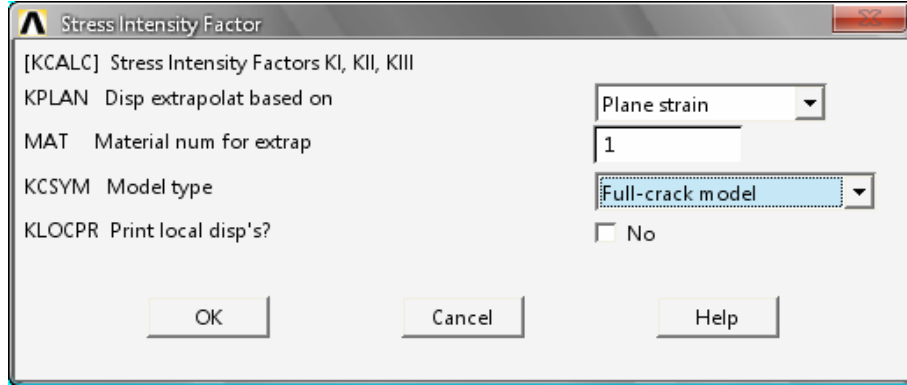 Stress Intensity Factor
[KCALC] Stress Intensity Factors KI, KII, KIII
KPLAN Disp extrapolat based on Plane strain
MAT Material num for extrap 1
KCSYM Model type Full-crack model
KLOCPR Print local disp's? No
OK Cancel Help